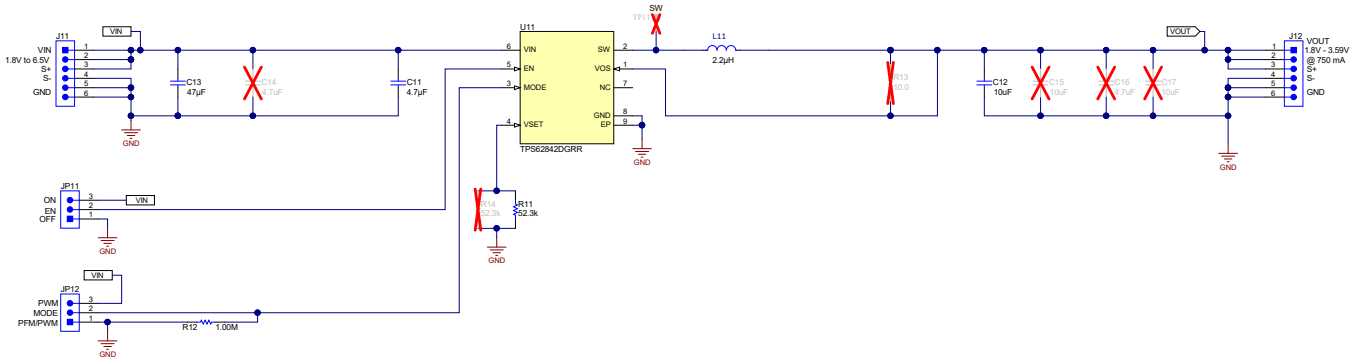 SW
TP11
J11
VIN
VIN
1.8V to 6.5V
S+
S-
GND
1
2
3
4
5
6
GND
C13
47µF
C14
4.7uF
C11
4.7µF
U11
6 VIN
5 EN
3 MODE
4 VSET
SW 2
VOS 1
NC 7
GND 8
EP 9
TPS62842DGRR
GND
L11
2.2µH
R13
10.0
C12
10uF
C15
10uF
C16
4.7uF
C17
10uF
VOUT
J12
VOUT
1.8V - 3.59V
@ 750 mA
S+
S-
GND
1
2
3
4
5
6
GND
JP11
ON
EN
OFF
3
2
1
VIN
GND
R14
52.3k
R11
52.3k
GND
VIN
JP12
PWM
MODE
PFM/PWM
3
2
1
R12 1.00M
GND